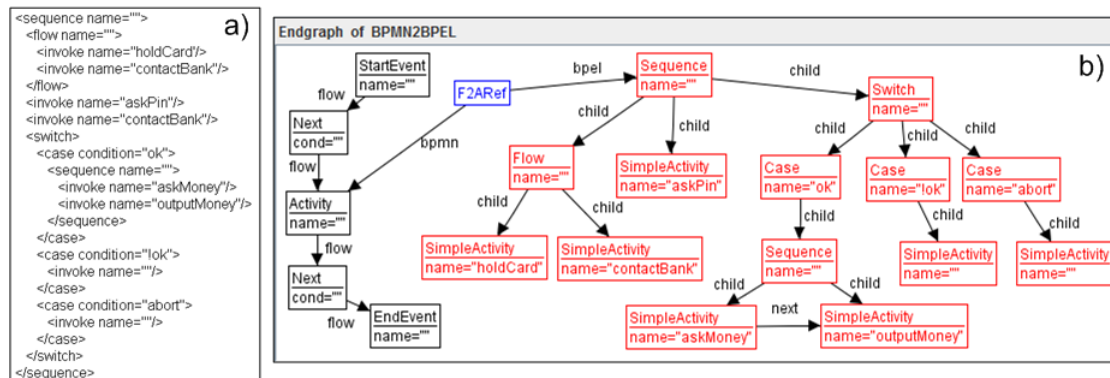 a)
<sequence name="">
<flow name="">
<invoke name="holdCard"/>
<invoke name="contactBank"/>
</flow>
<invoke name="askPin"/>
<invoke name="contactBank"/>
<switch>
<case condition="ok">
<sequence name="">
<invoke name="askMoney"/>
<invoke name="outputMoney"/>
</sequence>
</case>
<case condition="!ok">
<invoke name=""/>
</case>
<case condition="abort">
<invoke name=""/>
</case>
</switch>
</sequence>
Endgraph of BPMN2BPEL
b)
StartEvent
name=""
flow
Next
cond=""
flow
Activity
name=""
flow
Next
cond=""
flow
EndEvent
name=""
F2ARef
bpel
bpmn
Sequence
name=""
child
child
child
Flow
name=""
child
child
SimpleActivity
name="holdCard"
SimpleActivity
name="contactBank"
SimpleActivity
name="askPin"
Switch
name=""
child
child
child
Case
name="ok"
Case
name="!ok"
Case
name="abort"
child
child
child
Sequence
name=""
SimpleActivity
name=""
SimpleActivity
name=""
child
child
SimpleActivity
name="askMoney"
next
SimpleActivity
name="outputMoney"